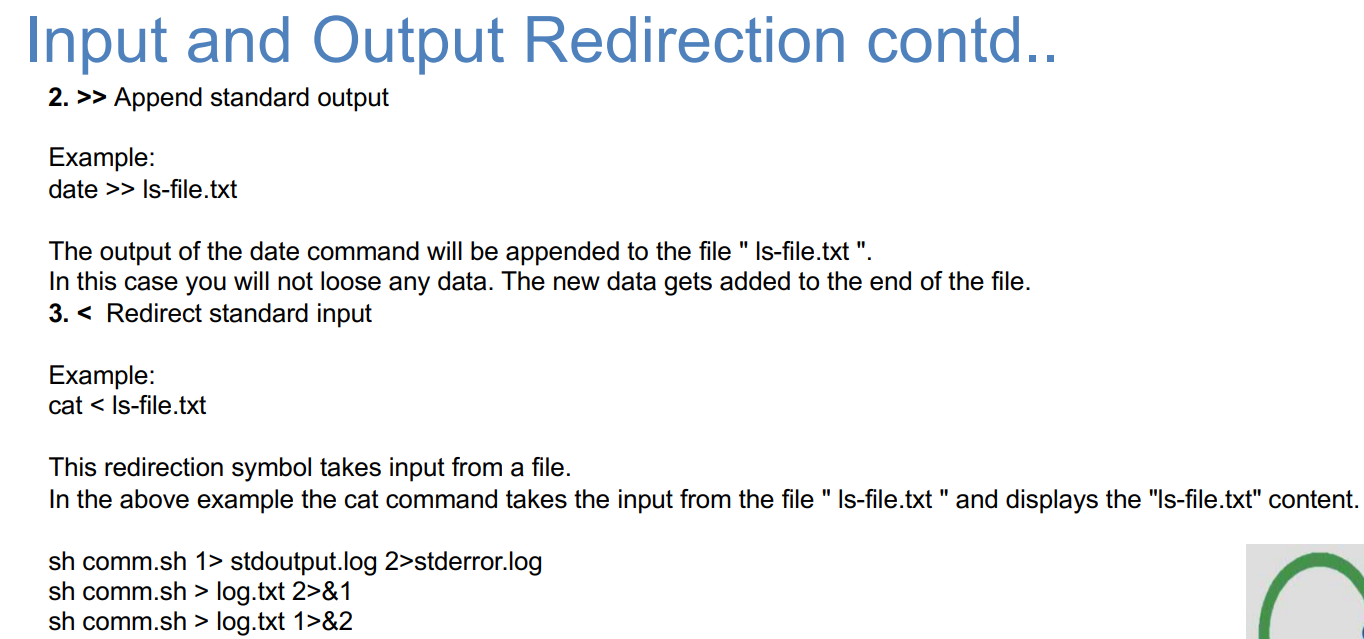 Input and Output Redirection contd..
2. >> Append standard output
Example:
date >> ls-file.txt
The output of the date command will be appended to the file " ls-file.txt ".
In this case you will not loose any data. The new data gets added to the end of the file.
3. < Redirect standard input
Example:
cat < ls-file.txt
This redirection symbol takes input from a file.
In the above example the cat command takes the input from the file " ls-file.txt " and displays the "ls-file.txt" content.
sh comm.sh 1> stdoutput.log 2>stderror.log
sh comm.sh > log.txt 2>&1
sh comm.sh > log.txt 1>&2